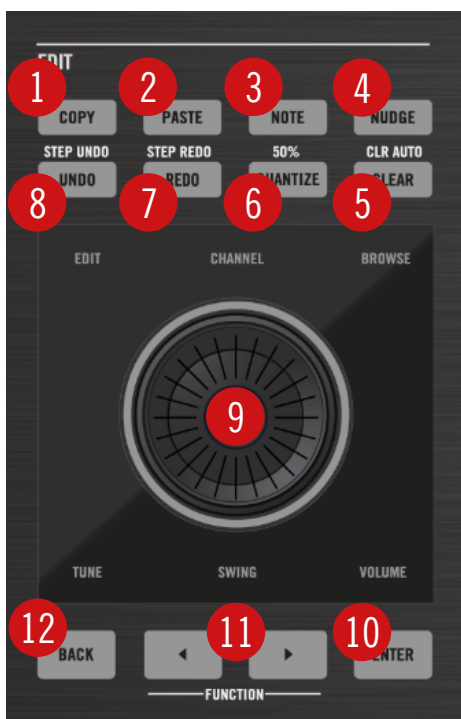 EDIT
1 2 3 4
COPY PASTE NOTE NUDGE
STEP UNDO STEP REDO 50% CLR AUTO
UNDO REDO QUANTIZE CLEAR
8 7 6 5
EDIT CHANNEL BROWSE
9
TUNE SWING VOLUME
12 11 10
BACK ENTER
FUNCTION